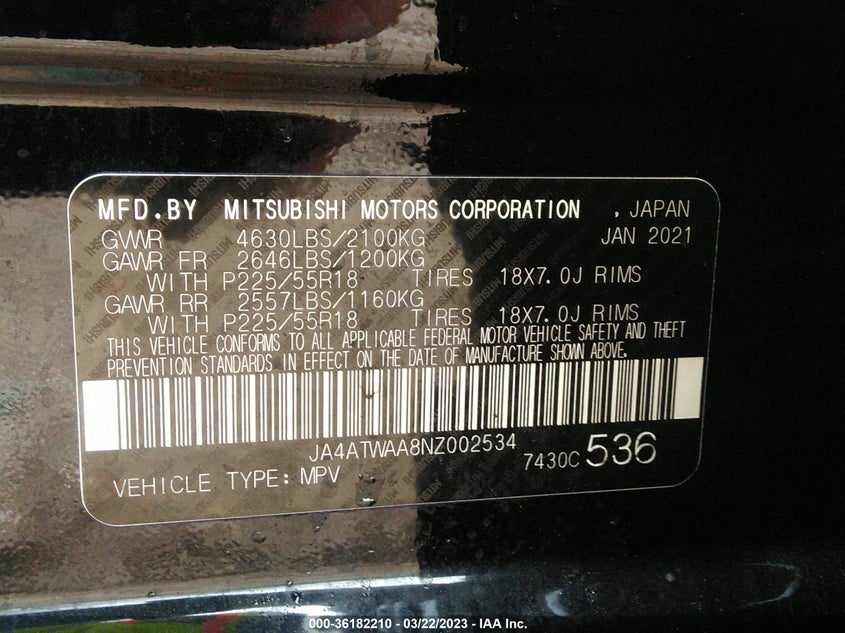 MFD.BY MITSUBISHI MOTORS CORPORATION , JAPAN
GVWR 4630LBS/2100KG JAN 2021
GAWR FR 2646LBS/1200KG
WITH P225/55R18 TIRES 18X7.0J RIMS
GAWR RR 2557LBS/1160KG
WITH P225/55R18 TIRES 18X7.0J RIMS
THIS VEHICLE CONFORMS TO ALL APPLICABLE FEDERAL MOTOR VEHICLE SAFETY AND THEFT
PREVENTION STANDARDS IN EFFECT ON THE DATE OF MANUFACTURE SHOWN ABOVE.
JA4ATWAA8NZ002534
7430C 536
VEHICLE TYPE: MPV
000-36182210 - 03/22/2023 - IAA Inc.